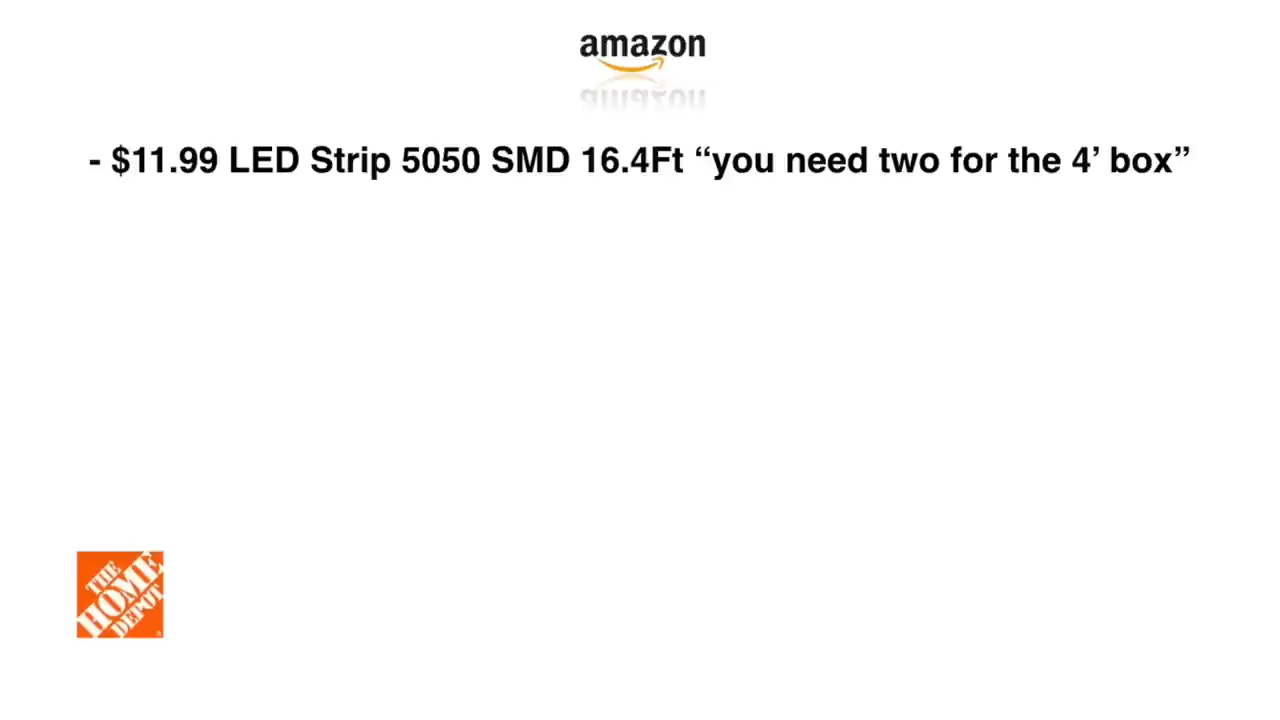 amazon
- $11.99 LED Strip 5050 SMD 16.4Ft “you need two for the 4’ box”
THE
HOME
DEPOT